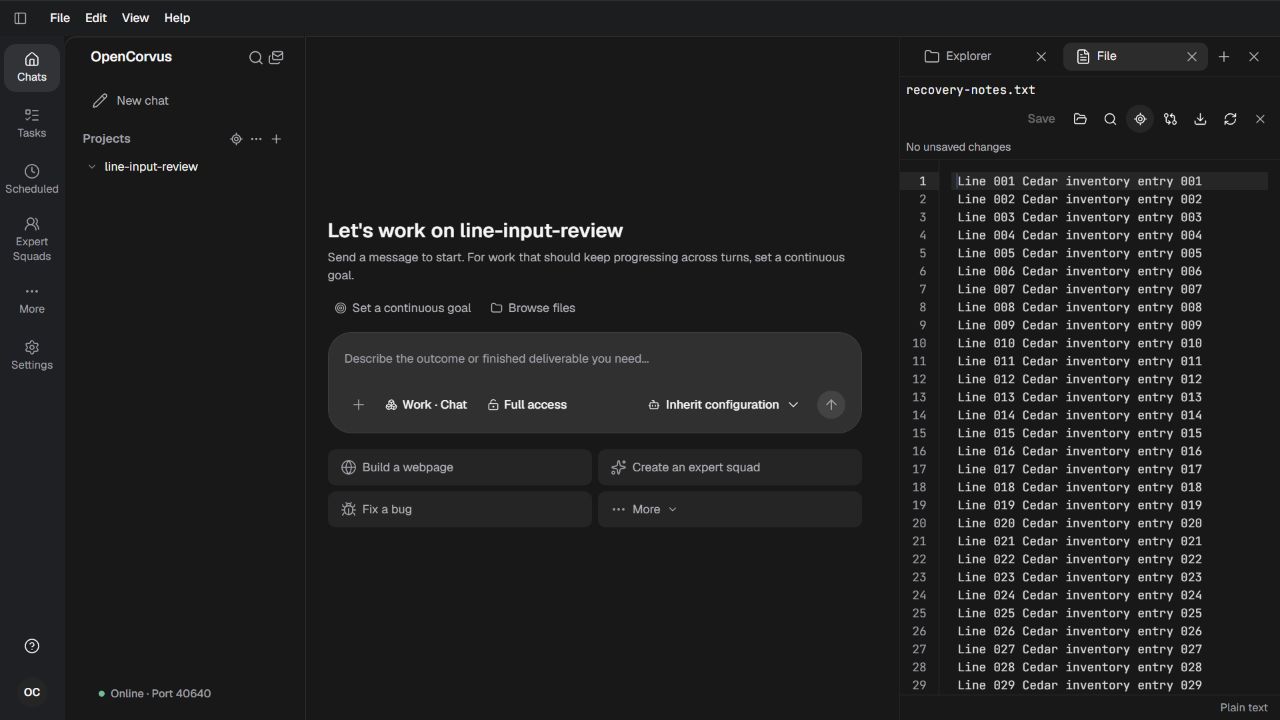 File Edit View Help
Chats
Tasks
Scheduled
Expert
Squads
More
Settings
OC
OpenCorvus
New chat
Projects
line-input-review
Online · Port 40640
Let's work on line-input-review
Send a message to start. For work that should keep progressing across turns, set a continuous
goal.
Set a continuous goal Browse files
Describe the outcome or finished deliverable you need...
Work · Chat Full access Inherit configuration
Build a webpage Create an expert squad
Fix a bug More
Explorer File
recovery-notes.txt
Save
No unsaved changes
1 Line 001 Cedar inventory entry 001
2 Line 002 Cedar inventory entry 002
3 Line 003 Cedar inventory entry 003
4 Line 004 Cedar inventory entry 004
5 Line 005 Cedar inventory entry 005
6 Line 006 Cedar inventory entry 006
7 Line 007 Cedar inventory entry 007
8 Line 008 Cedar inventory entry 008
9 Line 009 Cedar inventory entry 009
10 Line 010 Cedar inventory entry 010
11 Line 011 Cedar inventory entry 011
12 Line 012 Cedar inventory entry 012
13 Line 013 Cedar inventory entry 013
14 Line 014 Cedar inventory entry 014
15 Line 015 Cedar inventory entry 015
16 Line 016 Cedar inventory entry 016
17 Line 017 Cedar inventory entry 017
18 Line 018 Cedar inventory entry 018
19 Line 019 Cedar inventory entry 019
20 Line 020 Cedar inventory entry 020
21 Line 021 Cedar inventory entry 021
22 Line 022 Cedar inventory entry 022
23 Line 023 Cedar inventory entry 023
24 Line 024 Cedar inventory entry 024
25 Line 025 Cedar inventory entry 025
26 Line 026 Cedar inventory entry 026
27 Line 027 Cedar inventory entry 027
28 Line 028 Cedar inventory entry 028
29 Line 029 Cedar inventory entry 029
Plain text